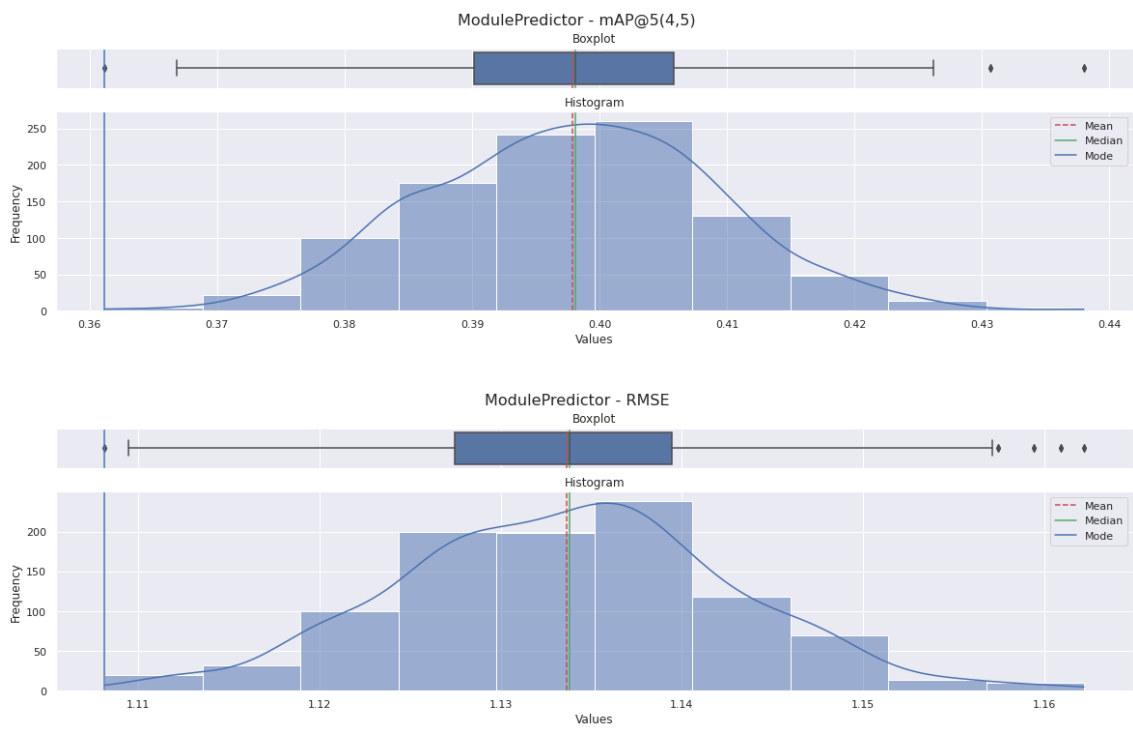 ModulePredictor - mAP@5(4,5)
Boxplot
Histogram
Frequency
250
200
150
100
50
0
Mean
Median
Mode
0.36 0.37 0.38 0.39 0.40 0.41 0.42 0.43 0.44
Values
ModulePredictor - RMSE
Boxplot
Histogram
Frequency
200
150
100
50
0
Mean
Median
Mode
1.11 1.12 1.13 1.14 1.15 1.16
Values